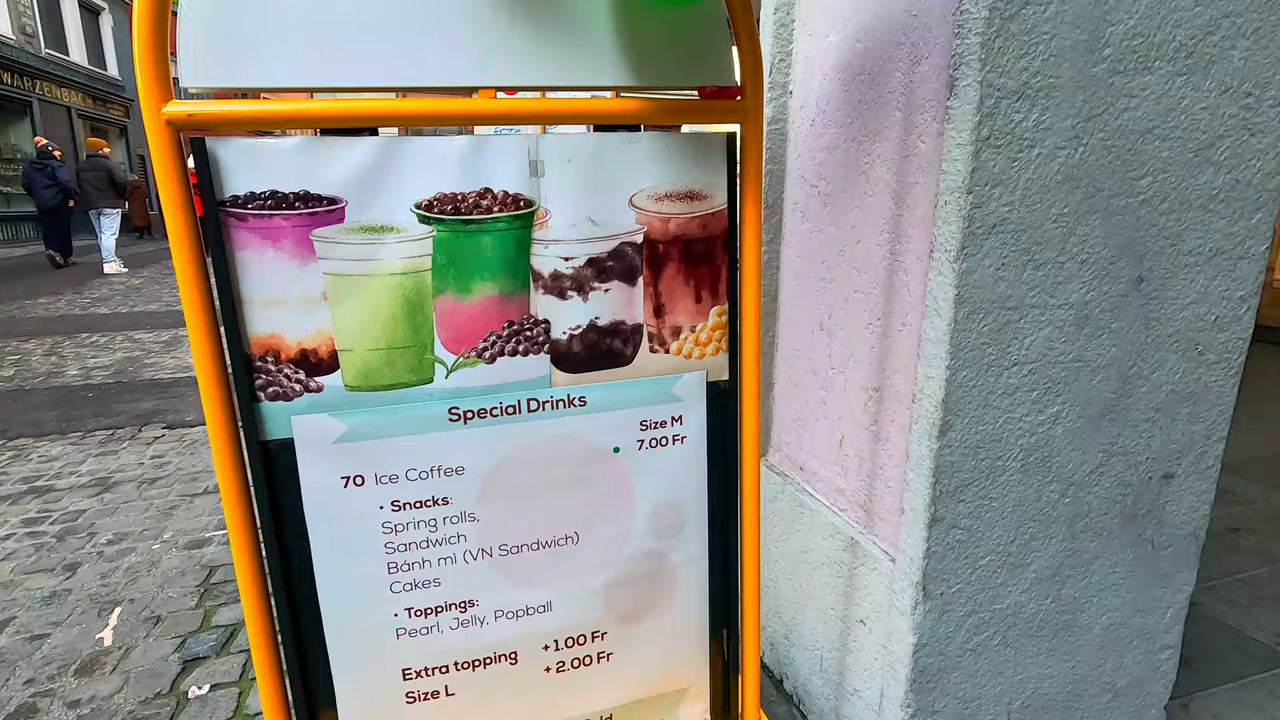 WARZENBACH
Special Drinks
Size M
7.00 Fr
70 Ice Coffee
• Snacks:
Spring rolls,
Sandwich
Bánh mì (VN Sandwich)
Cakes
• Toppings:
Pearl, Jelly, Popball
Extra topping +1.00 Fr
Size L +2.00 Fr